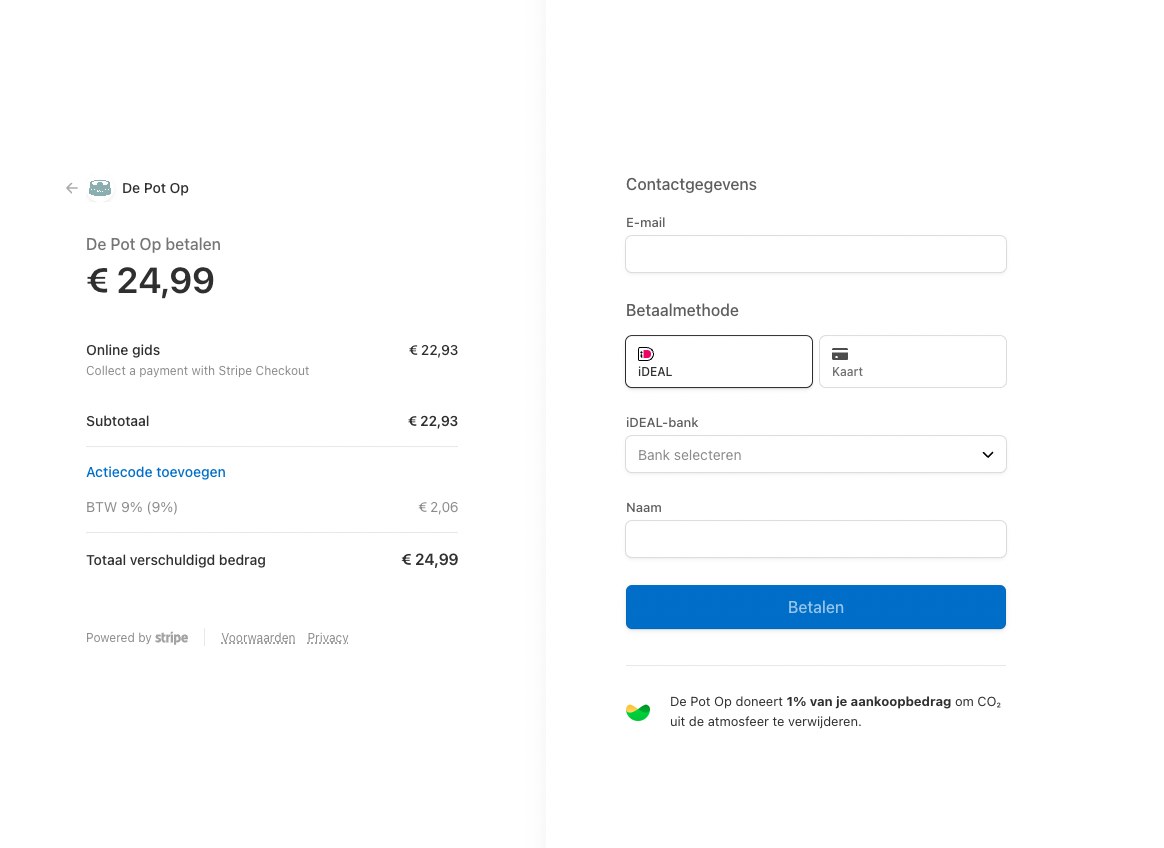 De Pot Op
De Pot Op betalen
€ 24,99
Online gids € 22,93
Collect a payment with Stripe Checkout
Subtotaal € 22,93
Actiecode toevoegen
BTW 9% (9%) € 2,06
Totaal verschuldigd bedrag € 24,99
Powered by stripe Voorwaarden Privacy
Contactgegevens
E-mail
Betaalmethode
iDEAL
Kaart
iDEAL-bank
Bank selecteren
Naam
Betalen
De Pot Op doneert 1% van je aankoopbedrag om CO₂
uit de atmosfeer te verwijderen.